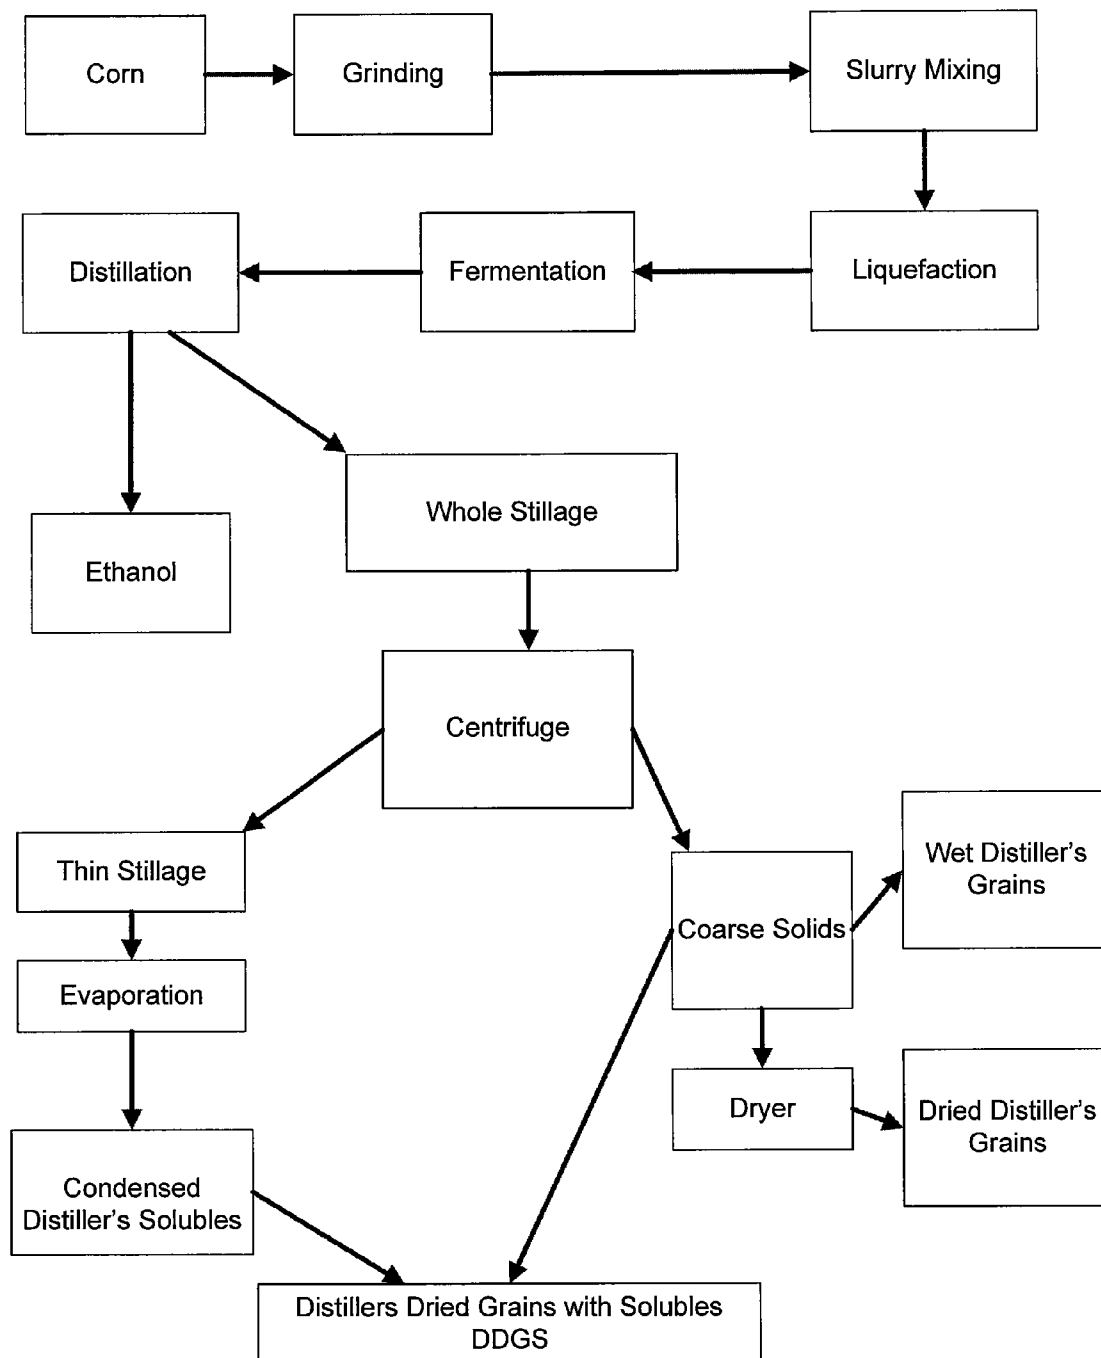 Corn
Grinding
Slurry Mixing
Distillation
Fermentation
Liquefaction
Whole Stillage
Ethanol
Centrifuge
Thin Stillage
Wet Distiller's
Grains
Coarse Solids
Evaporation
Dryer
Dried Distiller's
Grains
Condensed
Distiller's Solubles
Distillers Dried Grains with Solubles
DDGS